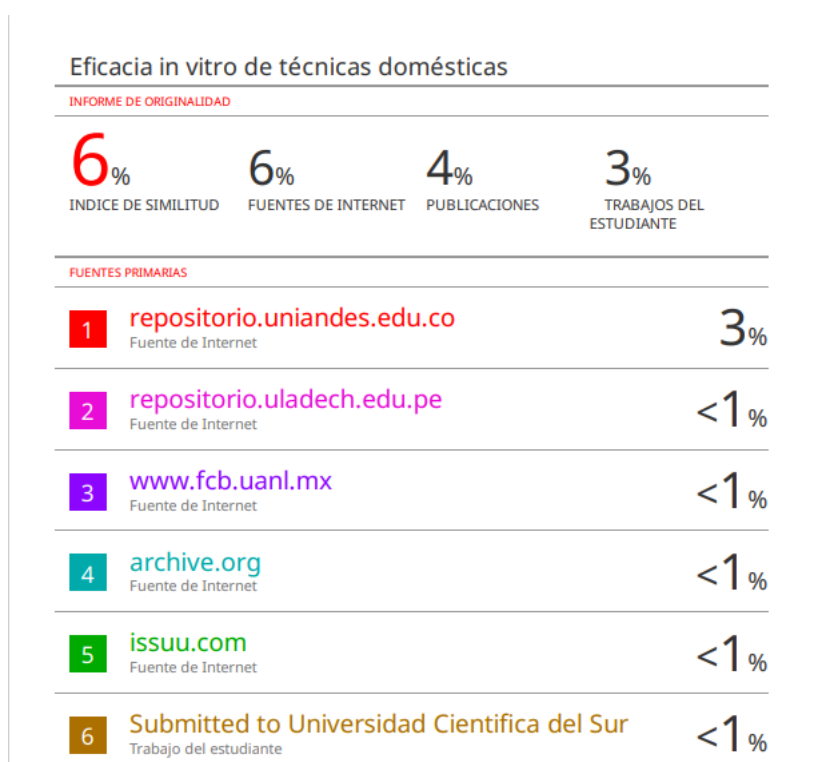 Eficacia in vitro de técnicas domésticas
INFORME DE ORIGINALIDAD
6%
6%
4%
3%
INDICE DE SIMILITUD
FUENTES DE INTERNET
PUBLICACIONES
TRABAJOS DEL
ESTUDIANTE
FUENTES PRIMARIAS
1
repositorio.uniandes.edu.co
Fuente de Internet
3%
2
repositorio.uladech.edu.pe
Fuente de Internet
<1%
3
www.fcb.uanl.mx
Fuente de Internet
<1%
4
archive.org
Fuente de Internet
<1%
5
issuu.com
Fuente de Internet
<1%
6
Submitted to Universidad Cientifica del Sur
Trabajo del estudiante
<1%